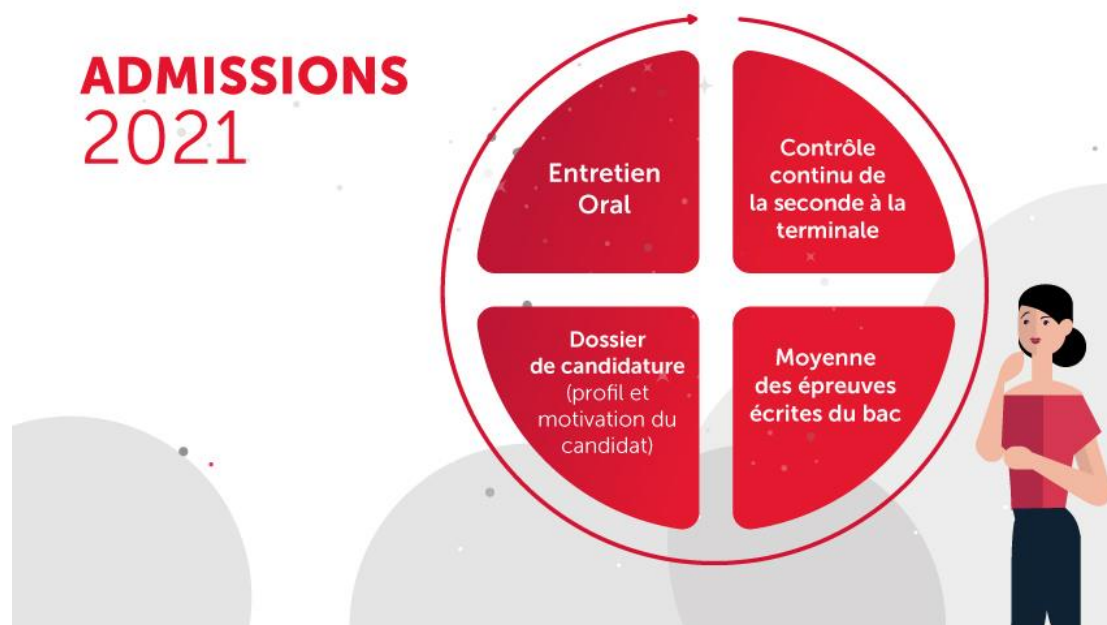 ADMISSIONS
2021
Entretien
Oral
Contrôle
continu de
la seconde à la
terminale
Dossier
de candidature
(profil et
motivation du
candidat)
Moyenne
des épreuves
écrites du bac